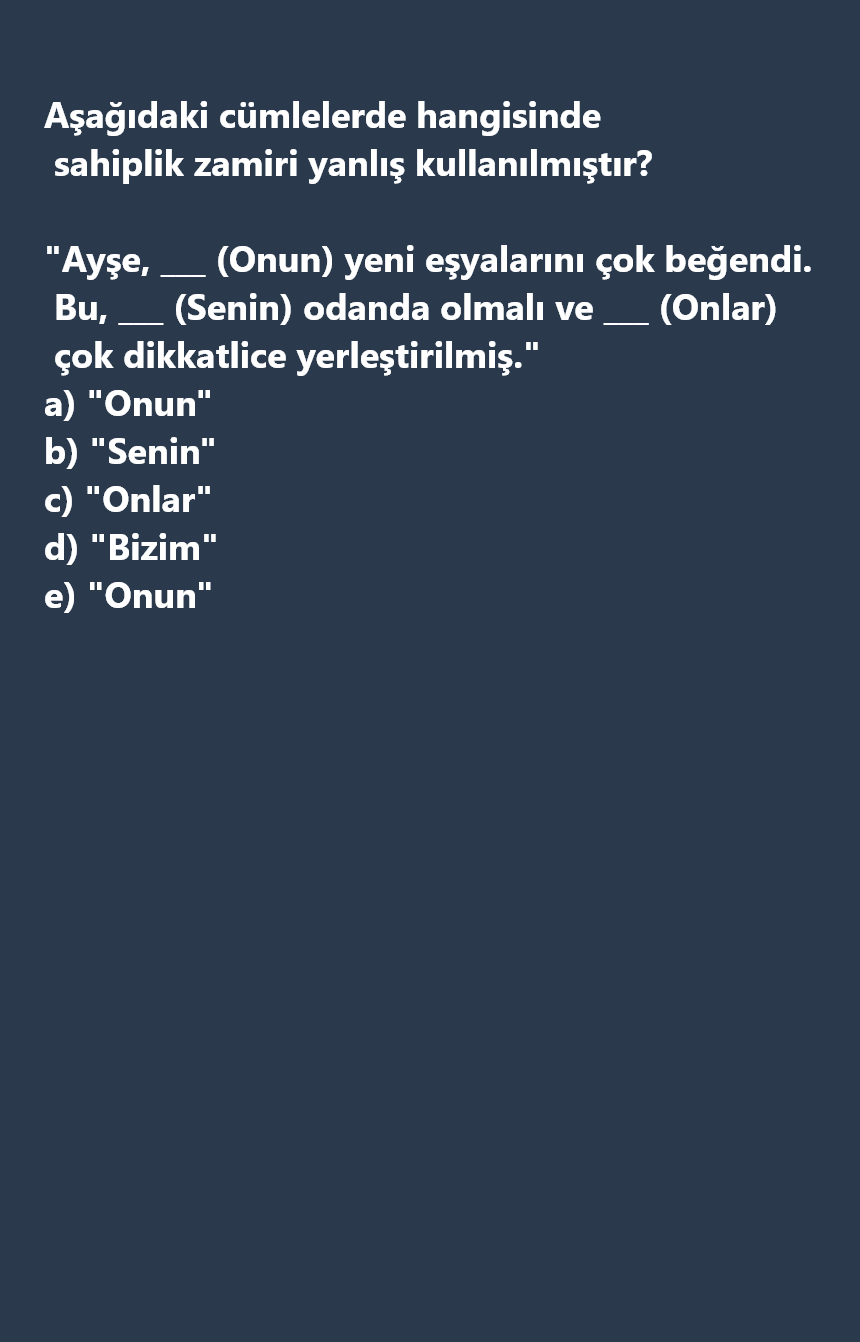 Aşağıdaki cümlelerde hangisinde
sahiplik zamiri yanlış kullanılmıştır?
"Ayşe, ___ (Onun) yeni eşyalarını çok beğendi.
Bu, ___ (Senin) odanda olmalı ve ___ (Onlar)
çok dikkatlice yerleştirilmiş."
a) "Onun"
b) "Senin"
c) "Onlar"
d) "Bizim"
e) "Onun"